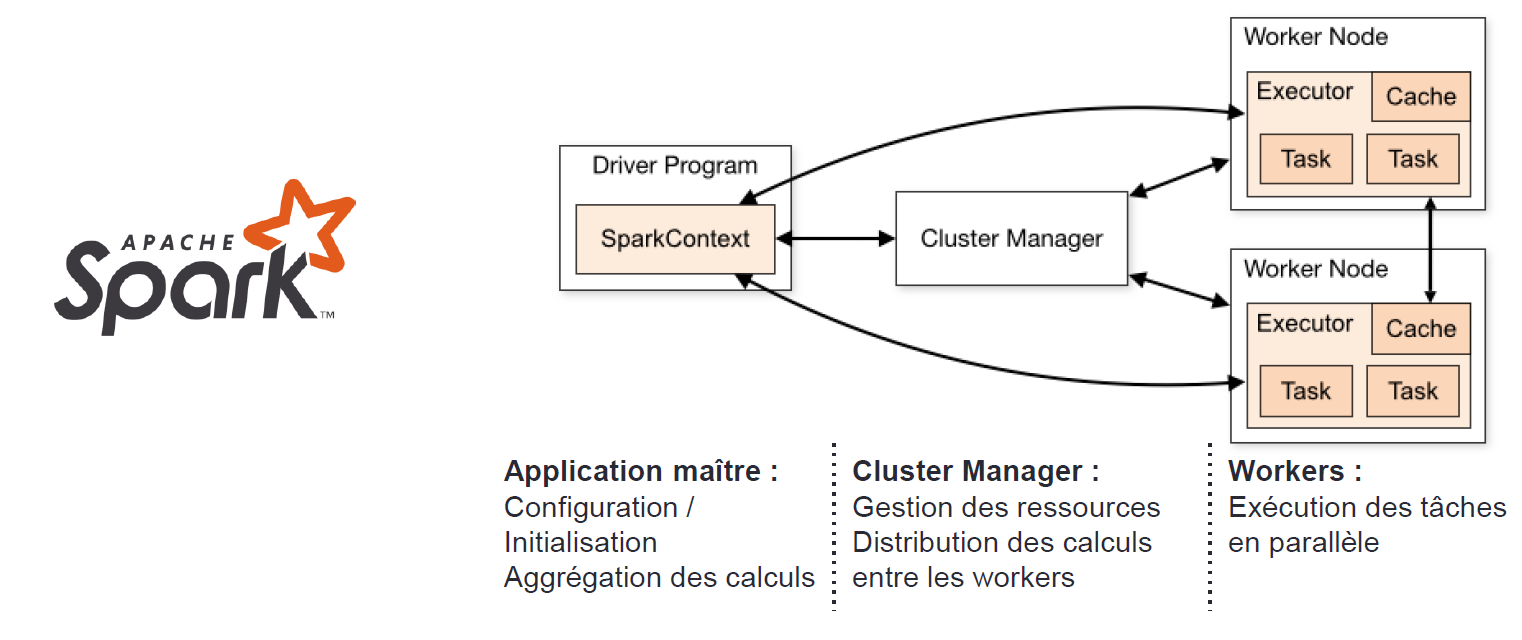 APACHE
Spark™
Driver Program
SparkContext
Cluster Manager
Worker Node
Executor
Cache
Task
Task
Worker Node
Executor
Cache
Task
Task
Application maître :
Configuration /
Initialisation
Aggrégation des calculs
Cluster Manager :
Gestion des ressources
Distribution des calculs
entre les workers
Workers :
Exécution des tâches
en parallèle